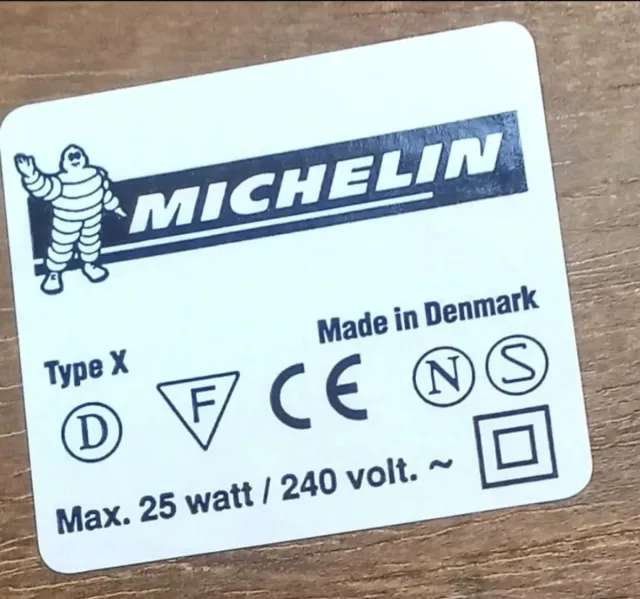 MICHELIN
Made in Denmark
Type X
D F CE N S
Max. 25 watt / 240 volt. ~